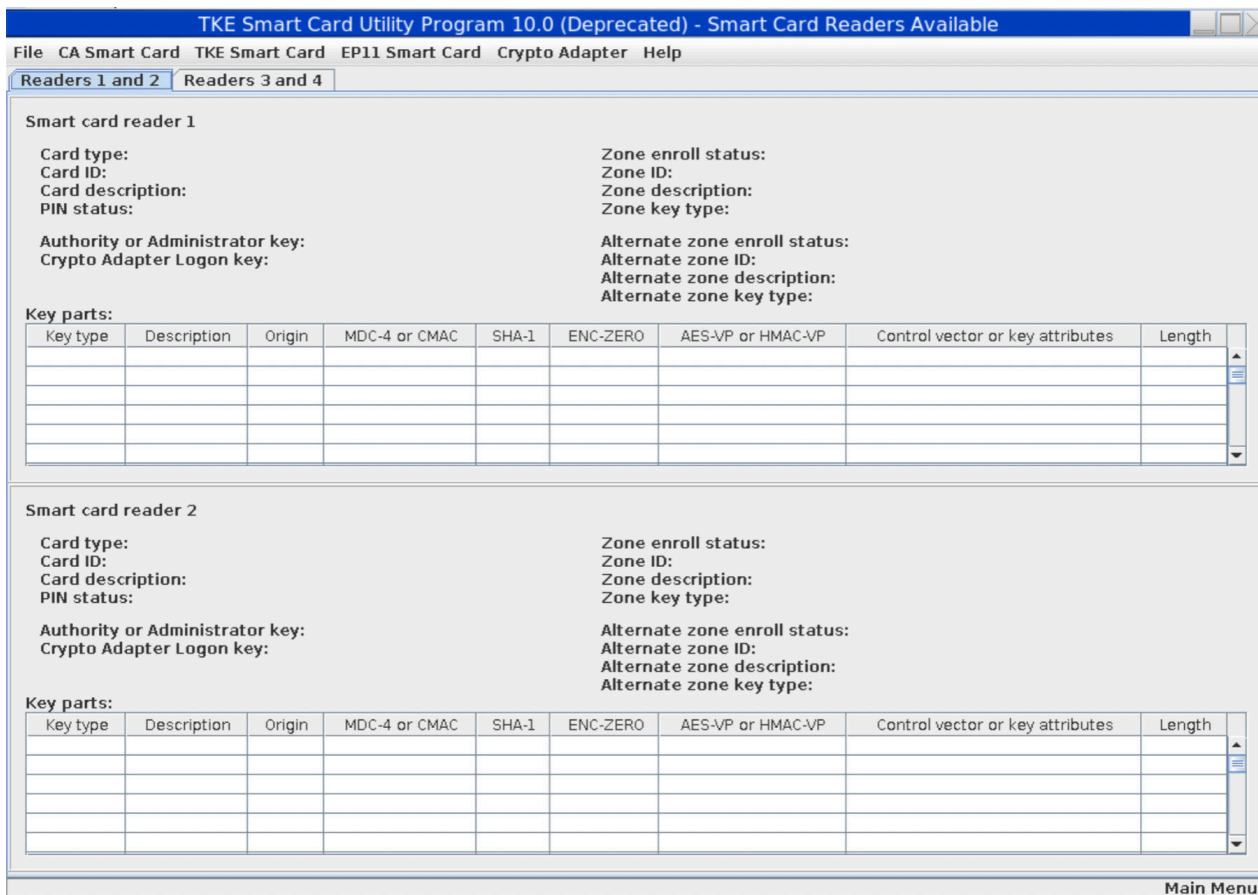 TKE Smart Card Utility Program 10.0 (Deprecated) - Smart Card Readers Available
File CA Smart Card TKE Smart Card EP11 Smart Card Crypto Adapter Help
Readers 1 and 2 Readers 3 and 4
Smart card reader 1
Card type: Zone enroll status:
Card ID: Zone ID:
Card description: Zone description:
PIN status: Zone key type:
Authority or Administrator key: Alternate zone enroll status:
Crypto Adapter Logon key: Alternate zone ID:
Alternate zone description:
Alternate zone key type:
Key parts:
Key type Description Origin MDC-4 or CMAC SHA-1 ENC-ZERO AES-VP or HMAC-VP Control vector or key attributes Length
Smart card reader 2
Card type: Zone enroll status:
Card ID: Zone ID:
Card description: Zone description:
PIN status: Zone key type:
Authority or Administrator key: Alternate zone enroll status:
Crypto Adapter Logon key: Alternate zone ID:
Alternate zone description:
Alternate zone key type:
Key parts:
Key type Description Origin MDC-4 or CMAC SHA-1 ENC-ZERO AES-VP or HMAC-VP Control vector or key attributes Length
Main Menu